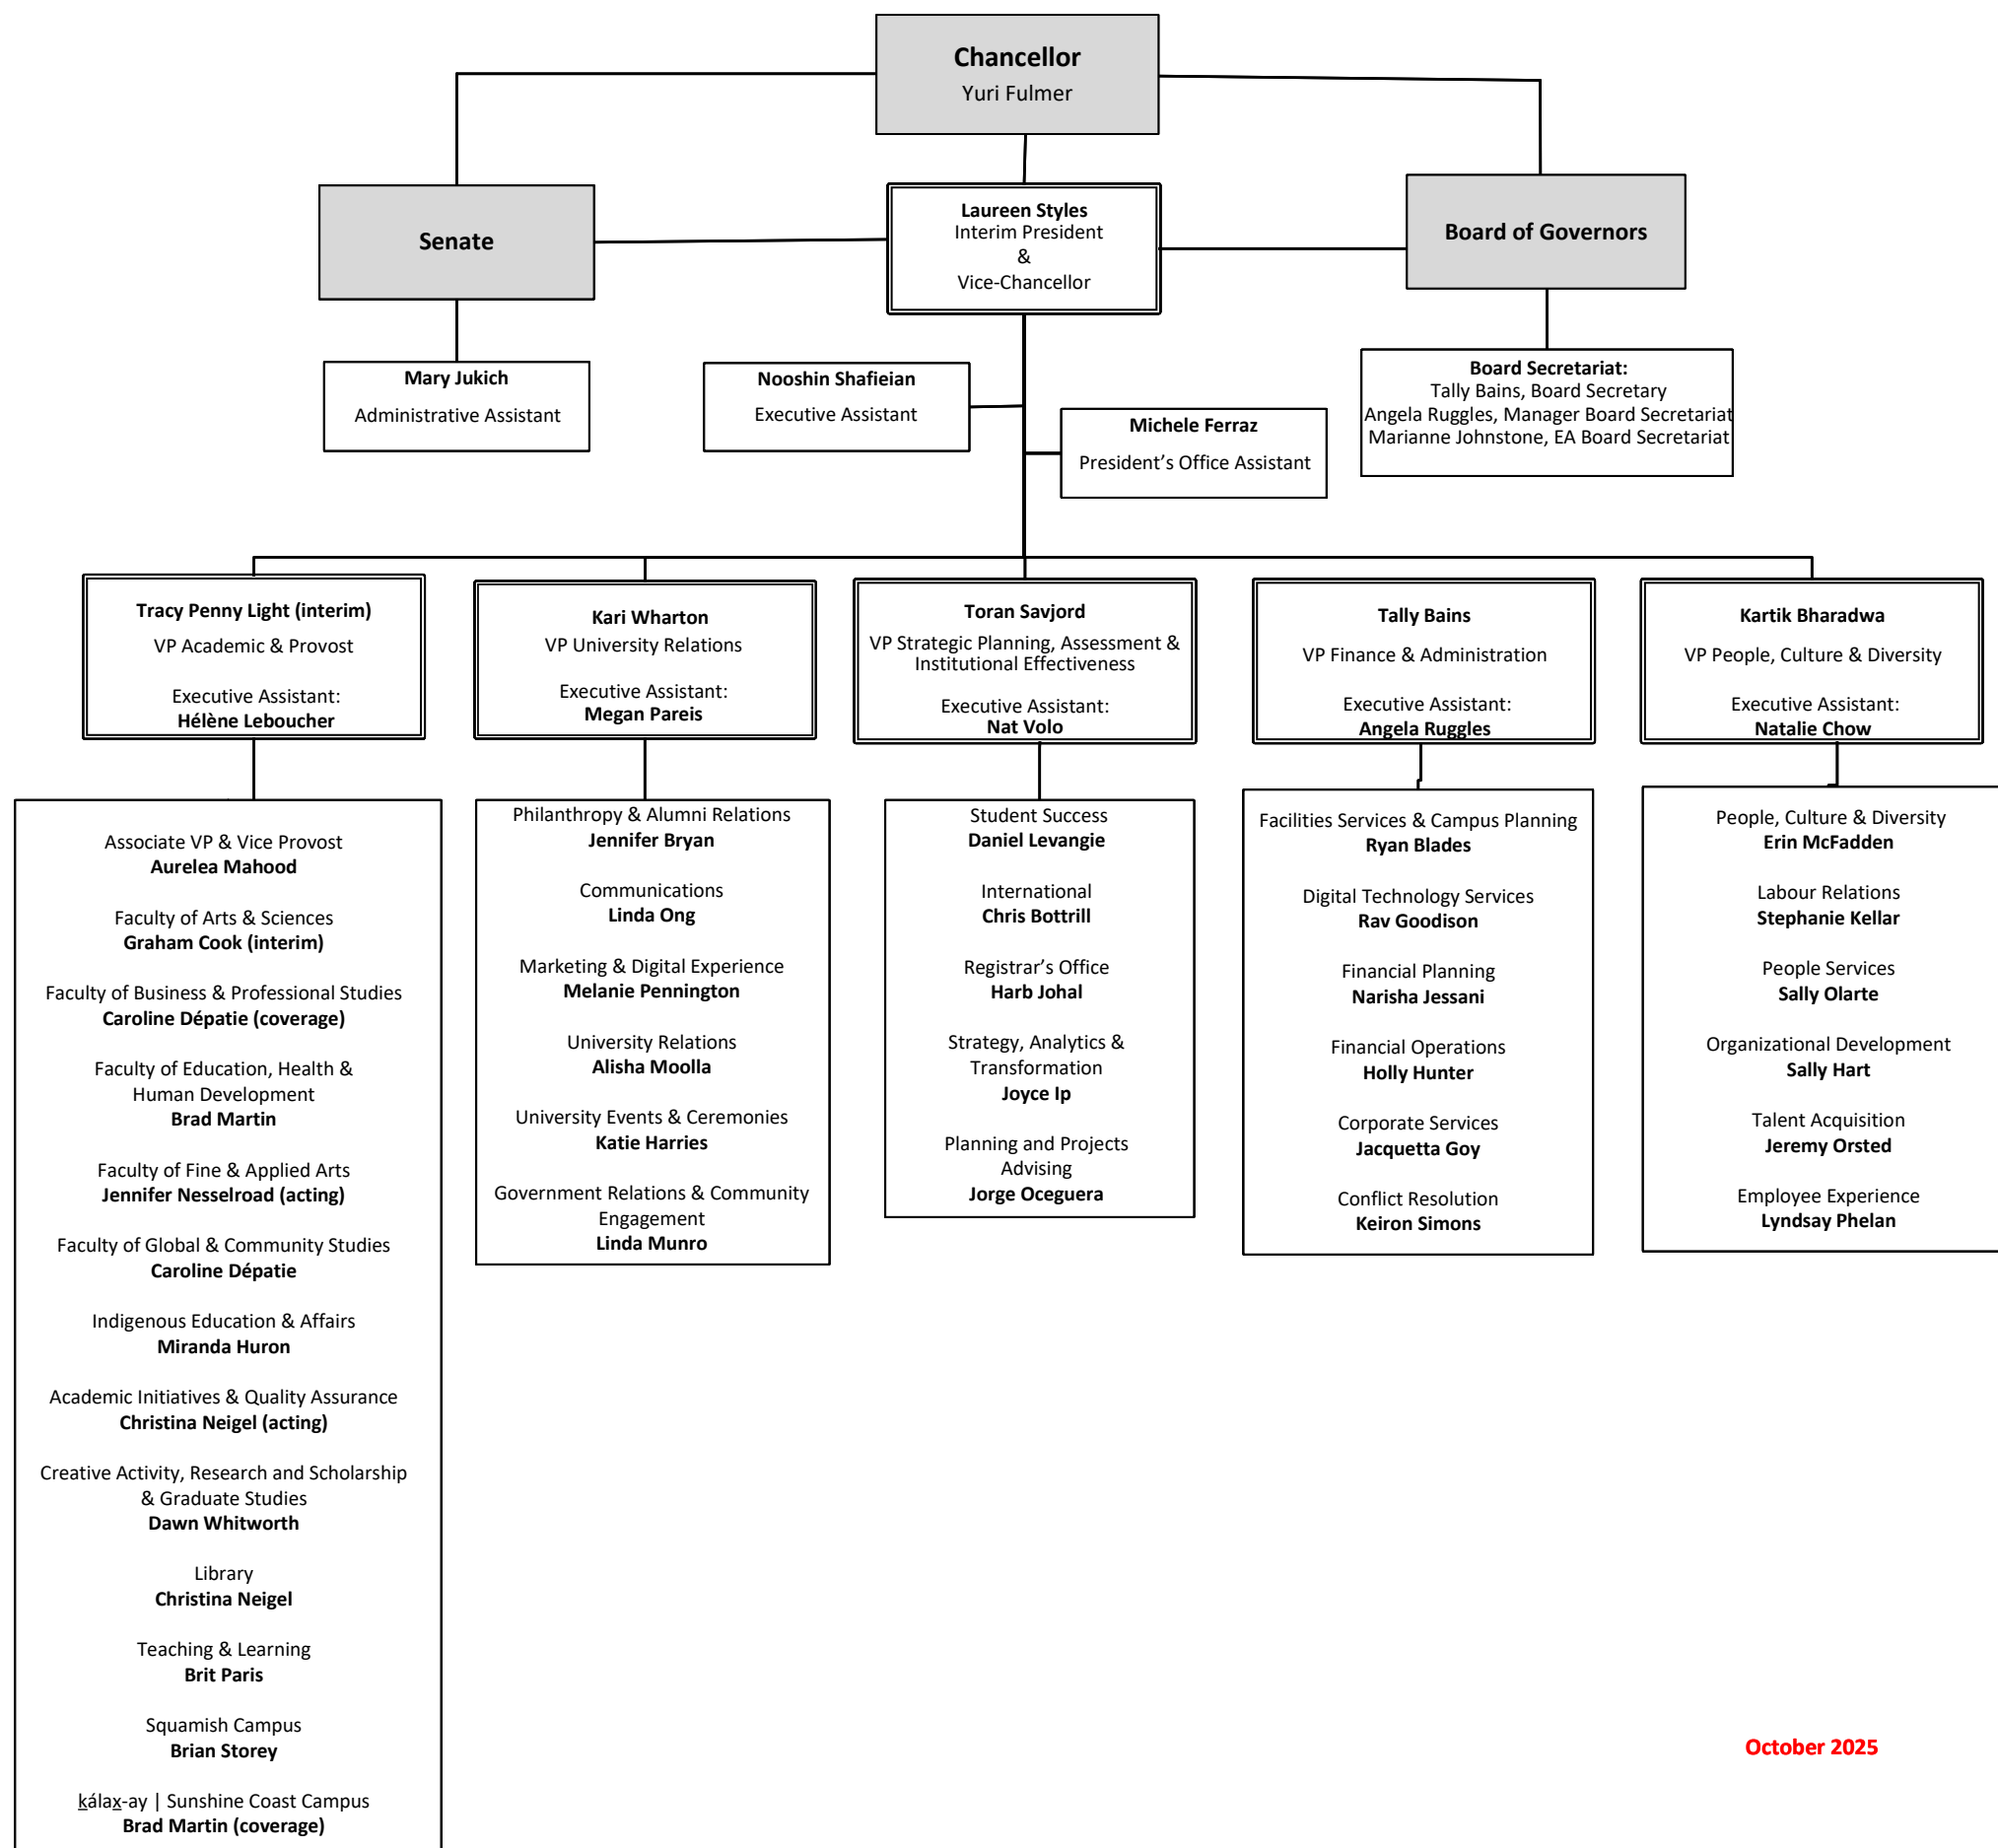 Chancellor
Yuri Fulmer
Senate
Laureen Styles
Interim President
&
Vice-Chancellor
Board of Governors
Mary Jukich
Administrative Assistant
Nooshin Shafieian
Executive Assistant
Michele Ferraz
President’s Office Assistant
Board Secretariat:
Tally Bains, Board Secretary
Angela Ruggles, Manager Board Secretariat
Marianne Johnstone, EA Board Secretariat
Tracy Penny Light (interim)
VP Academic & Provost
Executive Assistant:
Hélène Leboucher
Kari Wharton
VP University Relations
Executive Assistant:
Megan Pareis
Toran Savjord
VP Strategic Planning, Assessment &
Institutional Effectiveness
Executive Assistant:
Nat Volo
Tally Bains
VP Finance & Administration
Executive Assistant:
Angela Ruggles
Kartik Bharadwa
VP People, Culture & Diversity
Executive Assistant:
Natalie Chow
Associate VP & Vice Provost
Aurelea Mahood
Faculty of Arts & Sciences
Graham Cook (interim)
Faculty of Business & Professional Studies
Caroline Dépatie (coverage)
Faculty of Education, Health &
Human Development
Brad Martin
Faculty of Fine & Applied Arts
Jennifer Nesselroad (acting)
Faculty of Global & Community Studies
Caroline Dépatie
Indigenous Education & Affairs
Miranda Huron
Academic Initiatives & Quality Assurance
Christina Neigel (acting)
Creative Activity, Research and Scholarship
& Graduate Studies
Dawn Whitworth
Library
Christina Neigel
Teaching & Learning
Brit Paris
Squamish Campus
Brian Storey
ḵálax̱-ay | Sunshine Coast Campus
Brad Martin (coverage)
Philanthropy & Alumni Relations
Jennifer Bryan
Communications
Linda Ong
Marketing & Digital Experience
Melanie Pennington
University Relations
Alisha Moolla
University Events & Ceremonies
Katie Harries
Government Relations & Community
Engagement
Linda Munro
Student Success
Daniel Levangie
International
Chris Bottrill
Registrar’s Office
Harb Johal
Strategy, Analytics &
Transformation
Joyce Ip
Planning and Projects
Advising
Jorge Oceguera
Facilities Services & Campus Planning
Ryan Blades
Digital Technology Services
Rav Goodison
Financial Planning
Narisha Jessani
Financial Operations
Holly Hunter
Corporate Services
Jacquetta Goy
Conflict Resolution
Keiron Simons
People, Culture & Diversity
Erin McFadden
Labour Relations
Stephanie Kellar
People Services
Sally Olarte
Organizational Development
Sally Hart
Talent Acquisition
Jeremy Orsted
Employee Experience
Lyndsay Phelan
October 2025